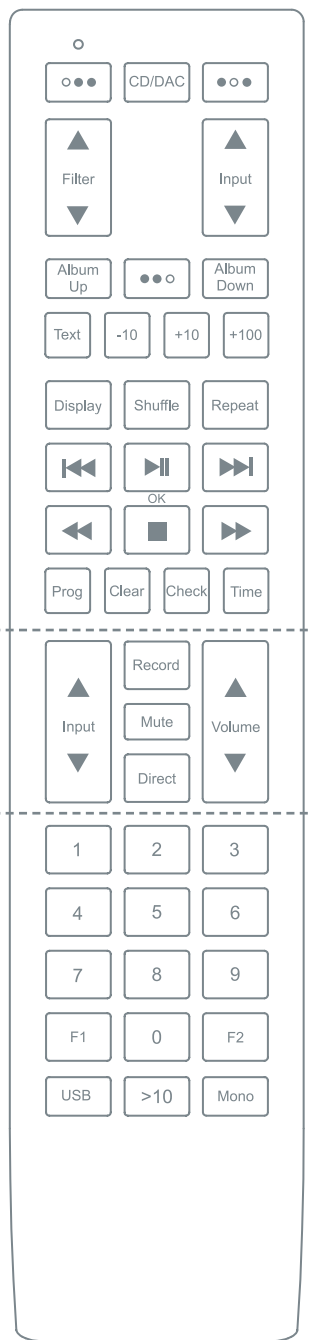 CD/DAC
Filter Input
Album Album
Up Down
Text -10 +10 +100
Display Shuffle Repeat
OK
Prog Clear Check Time
Record
Input Mute Volume
Direct
1 2 3
4 5 6
7 8 9
F1 0 F2
USB >10 Mono